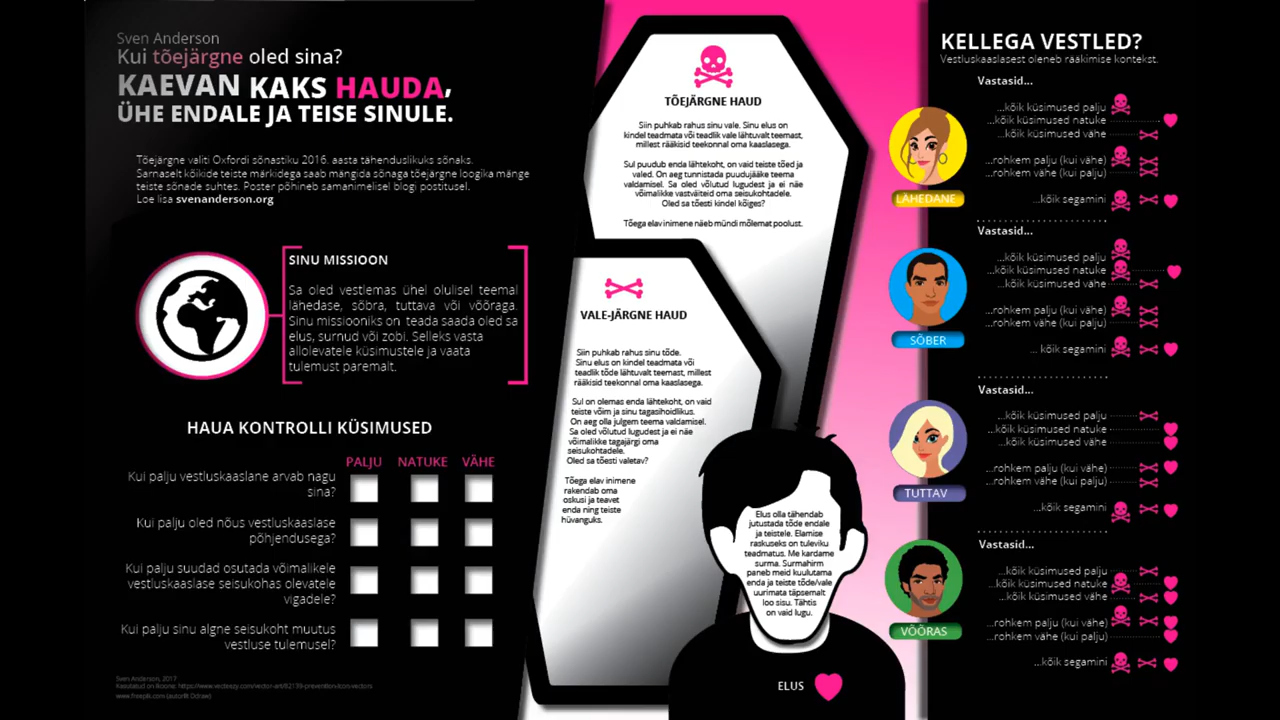 Sven Anderson
Kui tõejärgne oled sina?
KAEVAN KAKS HAUDA,
ÜHE ENDALE JA TEISE SINULE.
Tõejärgne valiti Oxfordi sõnastiku 2016. aasta tähenduslikuks sõnaks.
Sarnaselt kõikide teiste märkidega saab mängida sõnaga tõejärgne loogika mänge
teiste sõnade suhtes. Poster põhineb samanimelisel blogi postitusel.
Loe lisa svenanderson.org
SINU MISSIOON
Sa oled vestlemas ühel olulisel teemal
lähedase, sõbra, tuttava või võõraga.
Sinu missiooniks on teada saada oled sa
elus, surnud või zobi. Selleks vasta
allolevatele küsimustele ja vaata
tulemust paremalt.
HAUA KONTROLLI KÜSIMUSED
PALJU NATUKE VÄHE
Kui palju vestluskaaslane arvab nagu
sina?
Kui palju oled nõus vestluskaaslase
põhjendusega?
Kui palju suudad osutada võimalikele
vestluskaaslase seisukohas olevatele
vigadele?
Kui palju sinu algne seisukoht muutus
vestluse tulemusel?
Sven Anderson, 2017
Kasutatud on ikoone: https://www.vecteezy.com/vector-art/82139-prevention-icon-vectors
www.freepik.com (autorilt Ddraw)
TÕEJÄRGNE HAUD
Siin puhkab rahus sinu vale. Sinu elus on
kindel teadmata või teadlik vale lähtuvalt teemast,
millest rääkisid teekonnal oma kaaslasega.
Sul puudub enda lähtekoht, on vaid teiste tõed ja
valed. On aeg tunnistada puudujääke teema
valdamisel. Sa oled võlutud lugudest ja ei näe
võimalikke vastväiteid oma seisukohtadele.
Oled sa tõesti kindel kõiges?
Tõega elav inimene näeb mündi mõlemat poolust.
VALE-JÄRGNE HAUD
Siin puhkab rahus sinu tõde.
Sinu elus on kindel teadmata või
teadlik tõde lähtuvalt teemast, millest
rääkisid teekonnal oma kaaslasega.
Sul on olemas enda lähtekoht, on vaid
teiste võim ja sinu tagasihoidlikus.
On aeg olla julgem teema valdamisel.
Sa oled võlutud lugudest ja ei näe
võimalikke tagajärgi oma
seisukohtadele.
Oled sa tõesti valetav?
Tõega elav inimene
rakendab oma
oskusi ja teavet
enda ning teiste
hüvanguks.
Elus olla tähendab
jutustada tõde endale
ja teistele. Elamise
raskuseks on tuleviku
teadmatus. Me kardame
surma. Surmahirm
paneb meid kuulutama
enda ja teiste tõde/vale
uurimata täpsemalt
loo sisu. Tähtis
on vaid lugu.
ELUS
KELLEGA VESTLED?
Vestluskaaslasest oleneb rääkimise kontekst.
LÄHEDANE
Vastasid...
...kõik küsimused palju
...kõik küsimused natuke
...kõik küsimused vähe
...rohkem palju (kui vähe)
...rohkem vähe (kui palju)
...kõik segamini
SÕBER
Vastasid...
...kõik küsimused palju
...kõik küsimused natuke
...kõik küsimused vähe
...rohkem palju (kui vähe)
...rohkem vähe (kui palju)
... kõik segamini
TUTTAV
Vastasid...
...kõik küsimused palju
...kõik küsimused natuke
...kõik küsimused vähe
...rohkem palju (kui vähe)
...rohkem vähe (kui palju)
...kõik segamini
VÕÕRAS
Vastasid...
...kõik küsimused palju
...kõik küsimused natuke
...kõik küsimused vähe
...rohkem palju (kui vähe)
...rohkem vähe (kui palju)
...kõik segamini